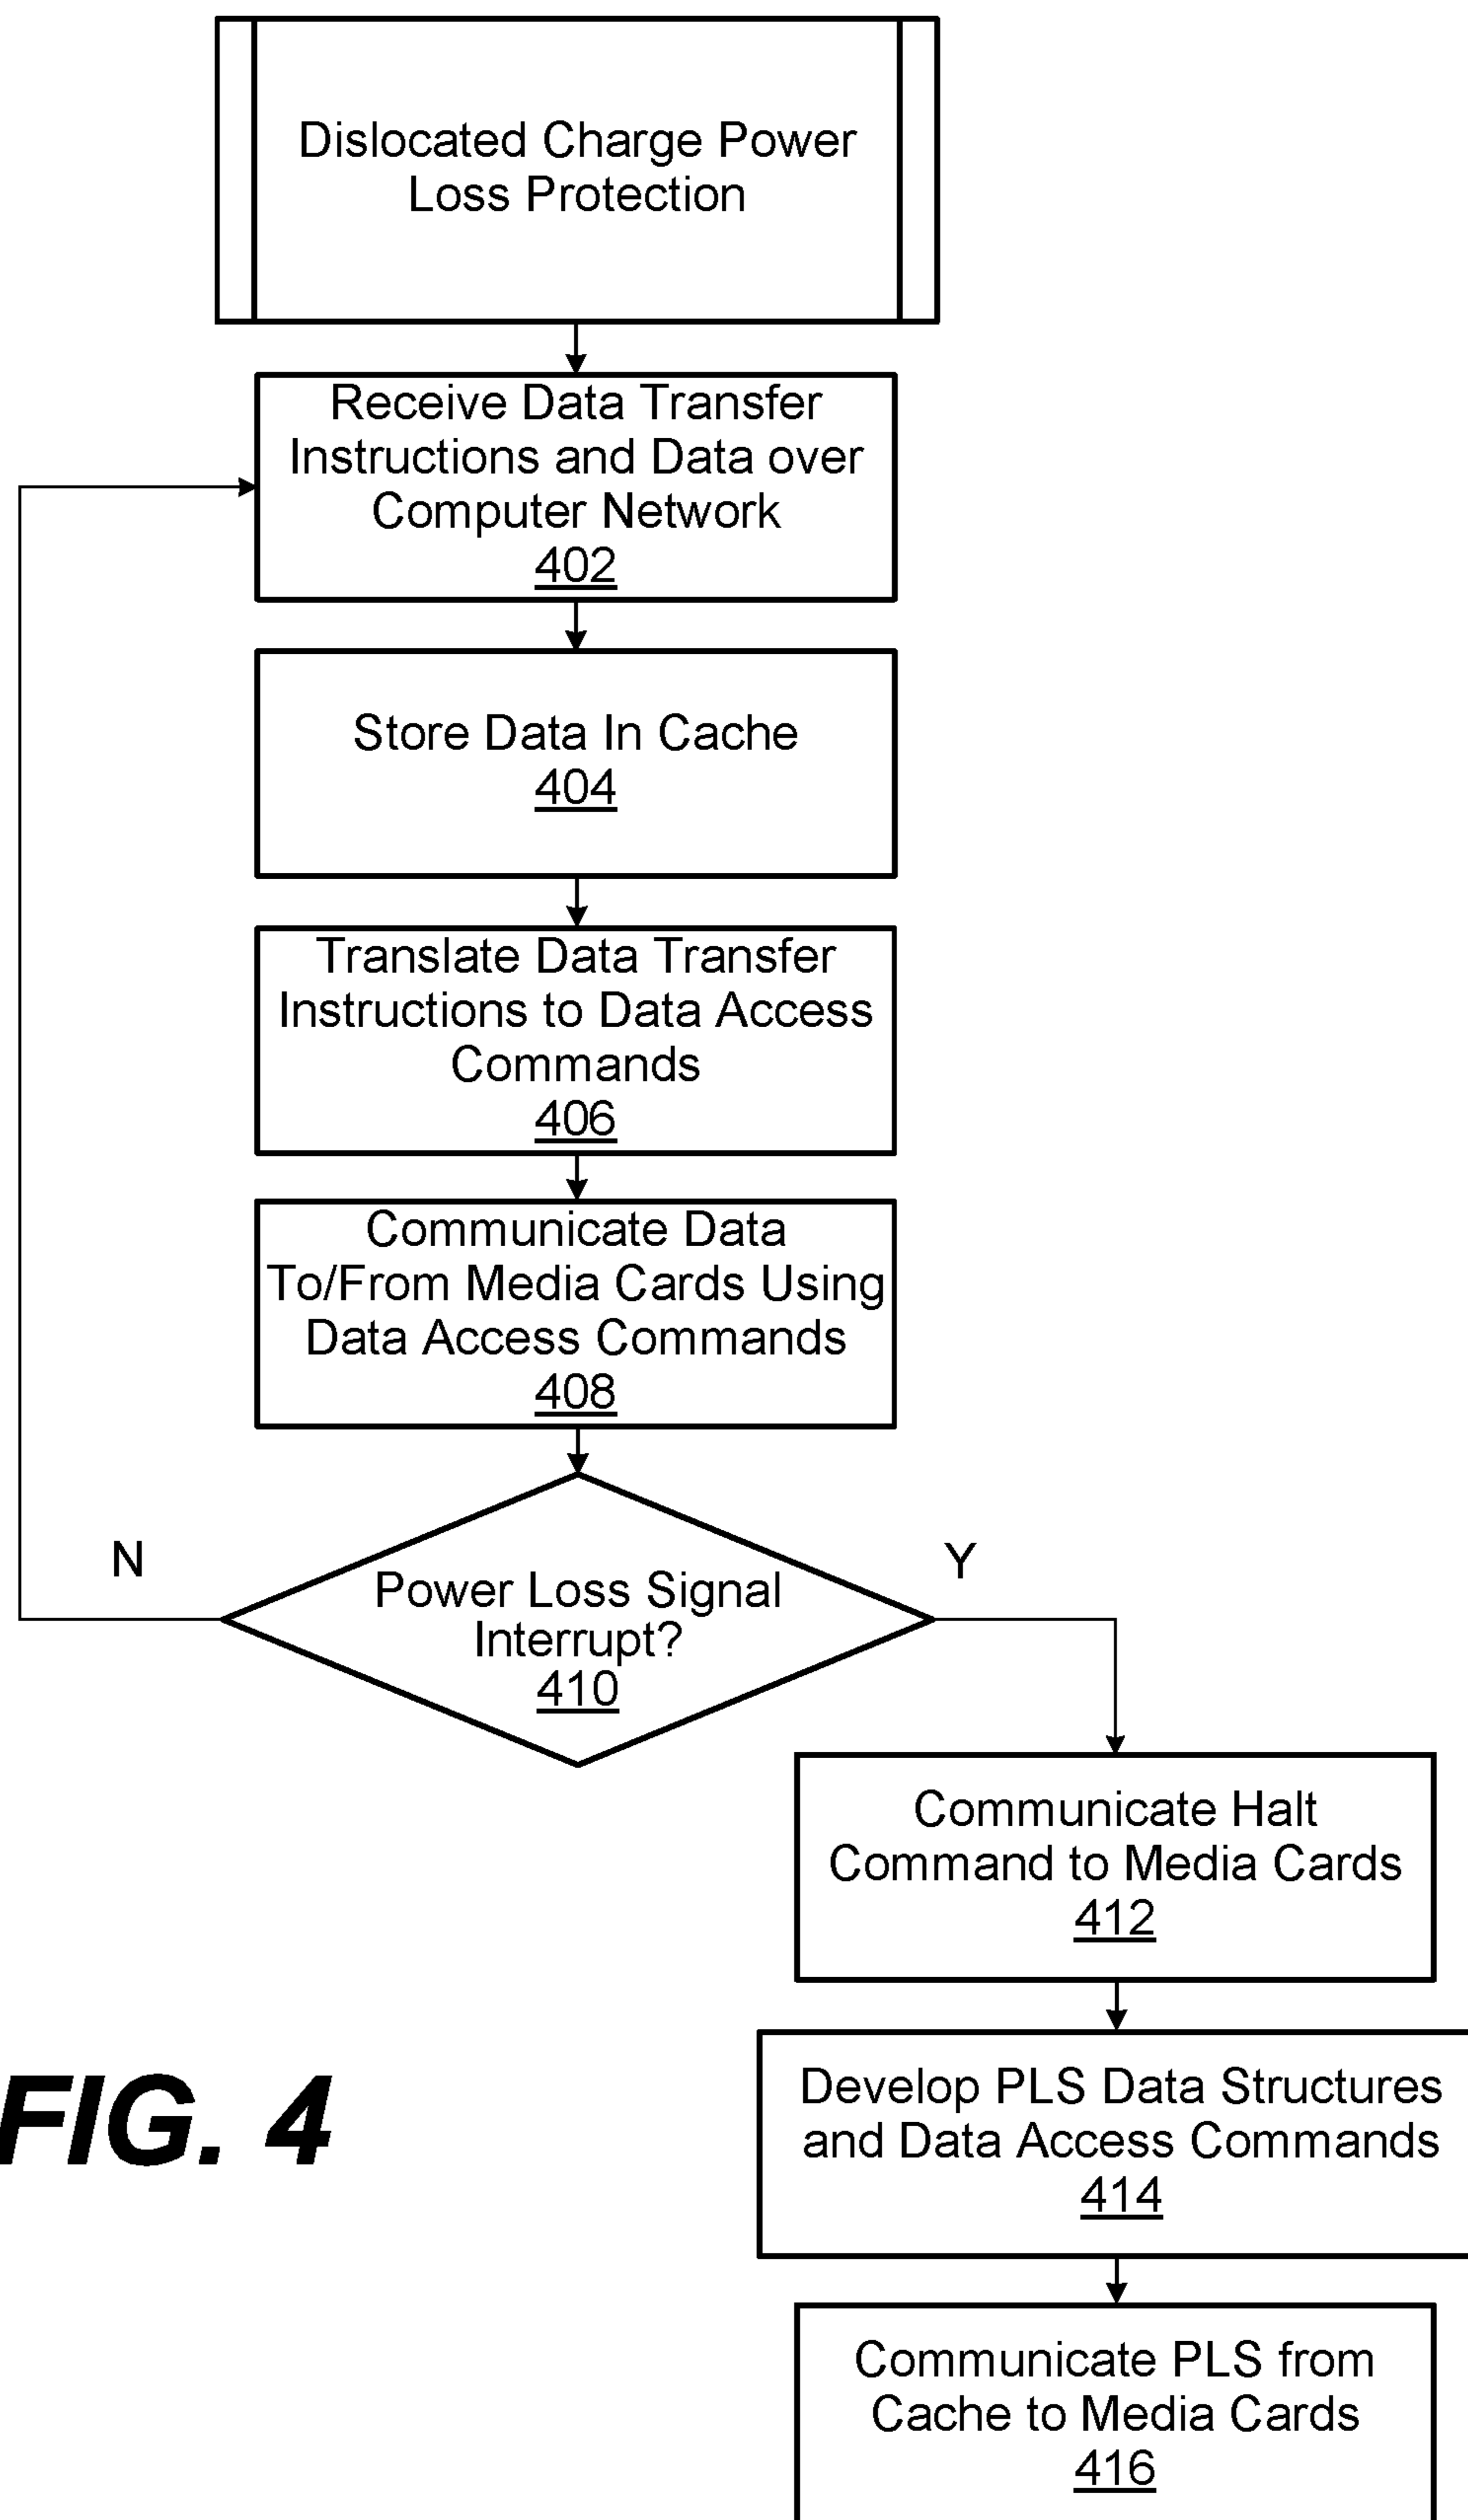 Dislocated Charge Power
Loss Protection
Receive Data Transfer
Instructions and Data over
Computer Network
402
Store Data In Cache
404
Translate Data Transfer
Instructions to Data Access
Commands
406
Communicate Data
To/From Media Cards Using
Data Access Commands
408
N
Y
Power Loss Signal
Interrupt?
410
Communicate Halt
Command to Media Cards
412
Develop PLS Data Structures
and Data Access Commands
414
FIG. 4
Communicate PLS from
Cache to Media Cards
416